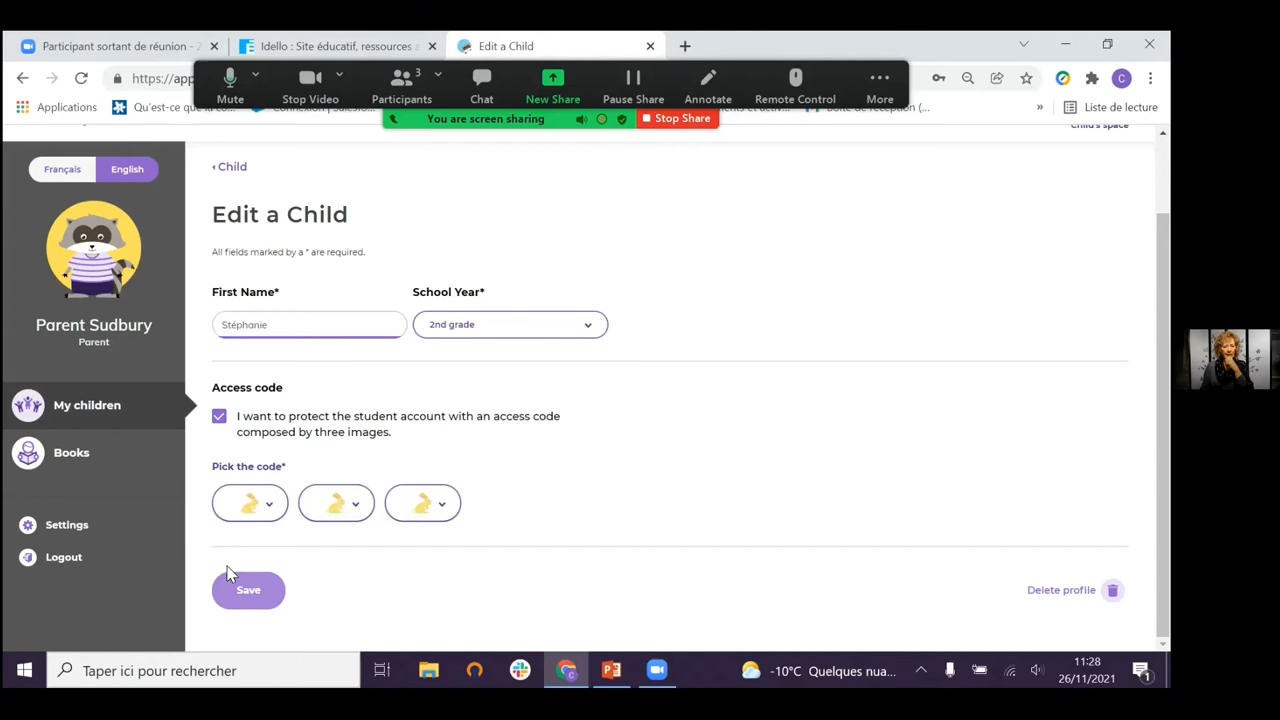 Participant sortant de réunion - Z
Idello : Site éducatif, ressources a
Edit a Child
https://app
Mute
Stop Video
3
Participants
Chat
New Share
Pause Share
Annotate
Remote Control
More
C
Applications
Qu'est-ce que la co
You are screen sharing
Stop Share
Liste de lecture
Child's space
Français
English
Child
Edit a Child
All fields marked by a * are required.
First Name*
School Year*
Stéphanie
2nd grade
Parent Sudbury
Parent
Access code
My children
I want to protect the student account with an access code
composed by three images.
Books
Pick the code*
Settings
Logout
Save
Delete profile
Taper ici pour rechercher
-10°C Quelques nua...
11:28
26/11/2021
1